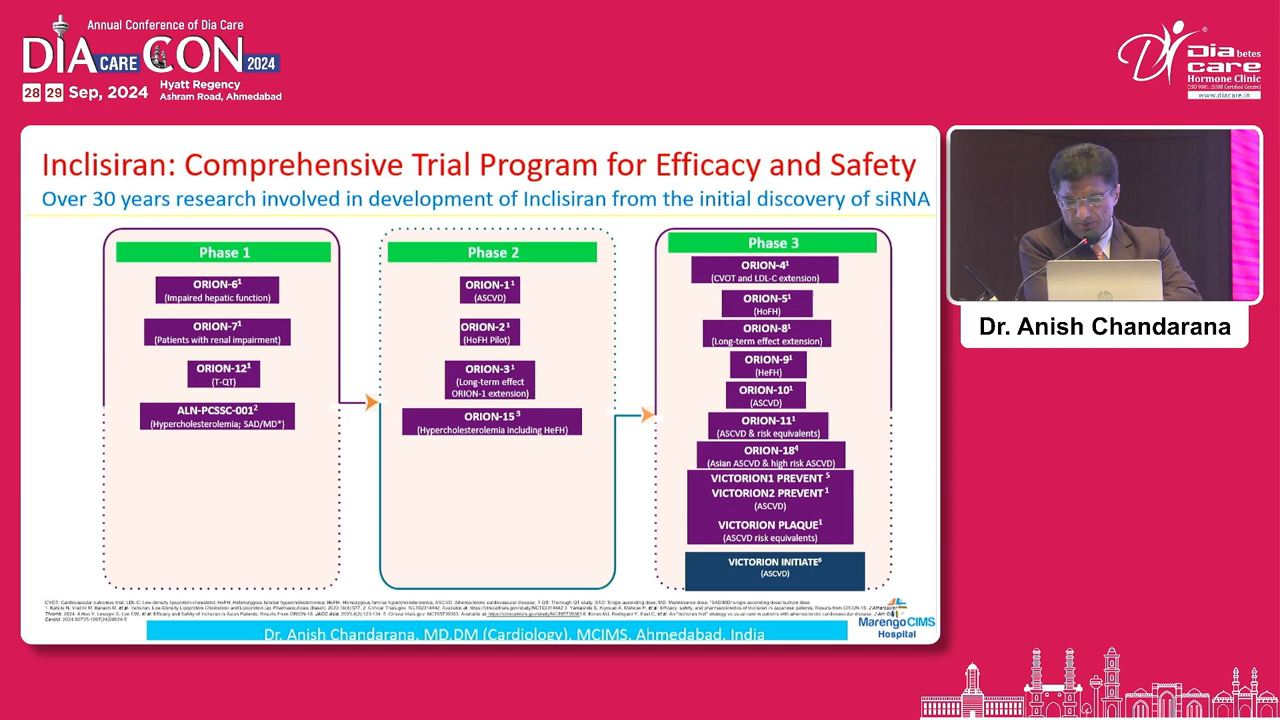 Annual Conference of Dia Care
DIA CARE CON 2024
28 29 Sep, 2024
Hyatt Regency
Ashram Road, Ahmedabad
Dia betes
care
Hormone Clinic
www.diacare.in
Inclisiran: Comprehensive Trial Program for Efficacy and Safety
Over 30 years research involved in development of Inclisiran from the initial discovery of siRNA
Phase 1
ORION-6¹
(Impaired hepatic function)
ORION-7¹
(Patients with renal impairment)
ORION-12¹
(T-QT)
ALN-PCSSC-001²
(Hypercholesterolemia; SAD/MD*)
Phase 2
ORION-1¹
(ASCVD)
ORION-2¹
(HoFH Pilot)
ORION-3¹
(Long-term effect
ORION-1 extension)
ORION-15³
(Hypercholesterolemia including HeFH)
Phase 3
ORION-4¹
(CVOT and LDL-C extension)
ORION-5¹
(HoFH)
ORION-8¹
(Long-term effect extension)
ORION-9¹
(HeFH)
ORION-10¹
(ASCVD)
ORION-11¹
(ASCVD & risk equivalents)
ORION-18⁴
(Asian ASCVD & high risk ASCVD)
VICTORION1 PREVENT ⁵
VICTORION2 PREVENT ¹
(ASCVD)
VICTORION PLAQUE¹
(ASCVD risk equivalents)
VICTORION INITIATE⁶
(ASCVD)
Dr. Anish Chandarana, MD,DM (Cardiology), MCIMS, Ahmedabad, India
Marengo CIMS
Hospital
Dr. Anish Chandarana